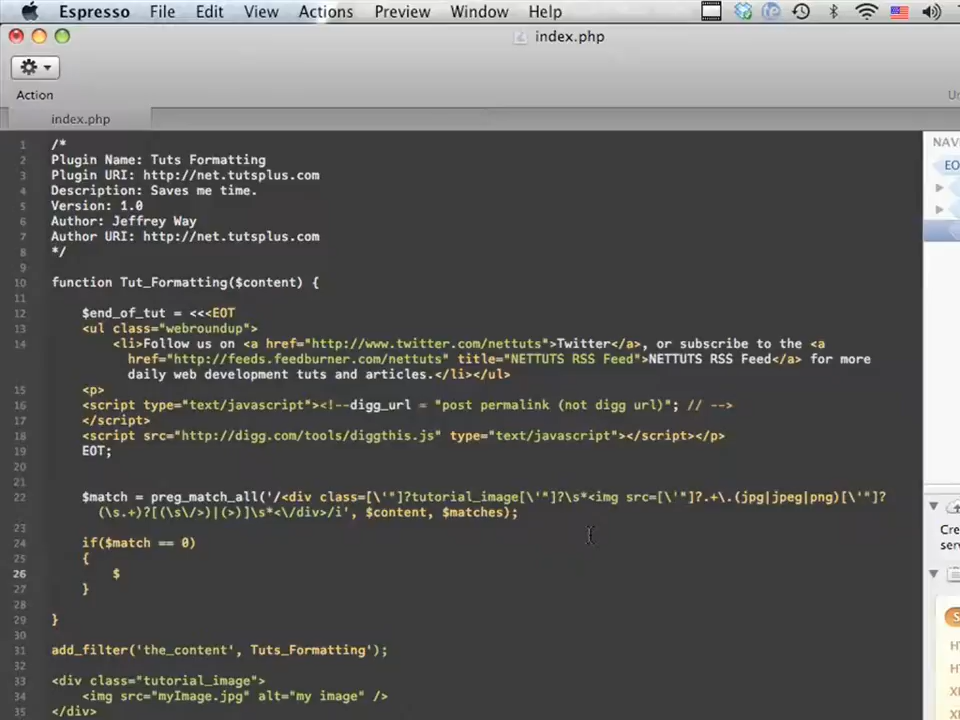 Espresso File Edit View Actions Preview Window Help
index.php
Action
index.php
1 /*
2 Plugin Name: Tuts Formatting
3 Plugin URI: http://net.tutsplus.com
4 Description: Saves me time.
5 Version: 1.0
6 Author: Jeffrey Way
7 Author URI: http://net.tutsplus.com
8 */
9
10 function Tut_Formatting($content) {
11
12 $end_of_tut = <<<EOT
13 <ul class="webroundup">
14 <li>Follow us on <a href="http://www.twitter.com/nettuts">Twitter</a>, or subscribe to the <a
href="http://feeds.feedburner.com/nettuts" title="NETTUTS RSS Feed">NETTUTS RSS Feed</a> for more
daily web development tuts and articles.</li></ul>
15 <p>
16 <script type="text/javascript"><!--digg_url = "post permalink (not digg url)"; // -->
17 </script>
18 <script src="http://digg.com/tools/diggthis.js" type="text/javascript"></script></p>
19 EOT;
20
21
22 $match = preg_match_all('/<div class=[\'"]?tutorial_image[\'"]?\s*<img src=[\'"]?.+\.(jpg|jpeg|png)[\'"]?
(\s.+)?[(\s\/>)|(>)]\s*<\/div>/i', $content, $matches);
23
24 if($match == 0)
25 {
26 $
27 }
28
29 }
30
31 add_filter('the_content', Tuts_Formatting');
32
33 <div class="tutorial_image">
34 <img src="myImage.jpg" alt="my image" />
35 </div>
NAV
EO
Cre
serv
S